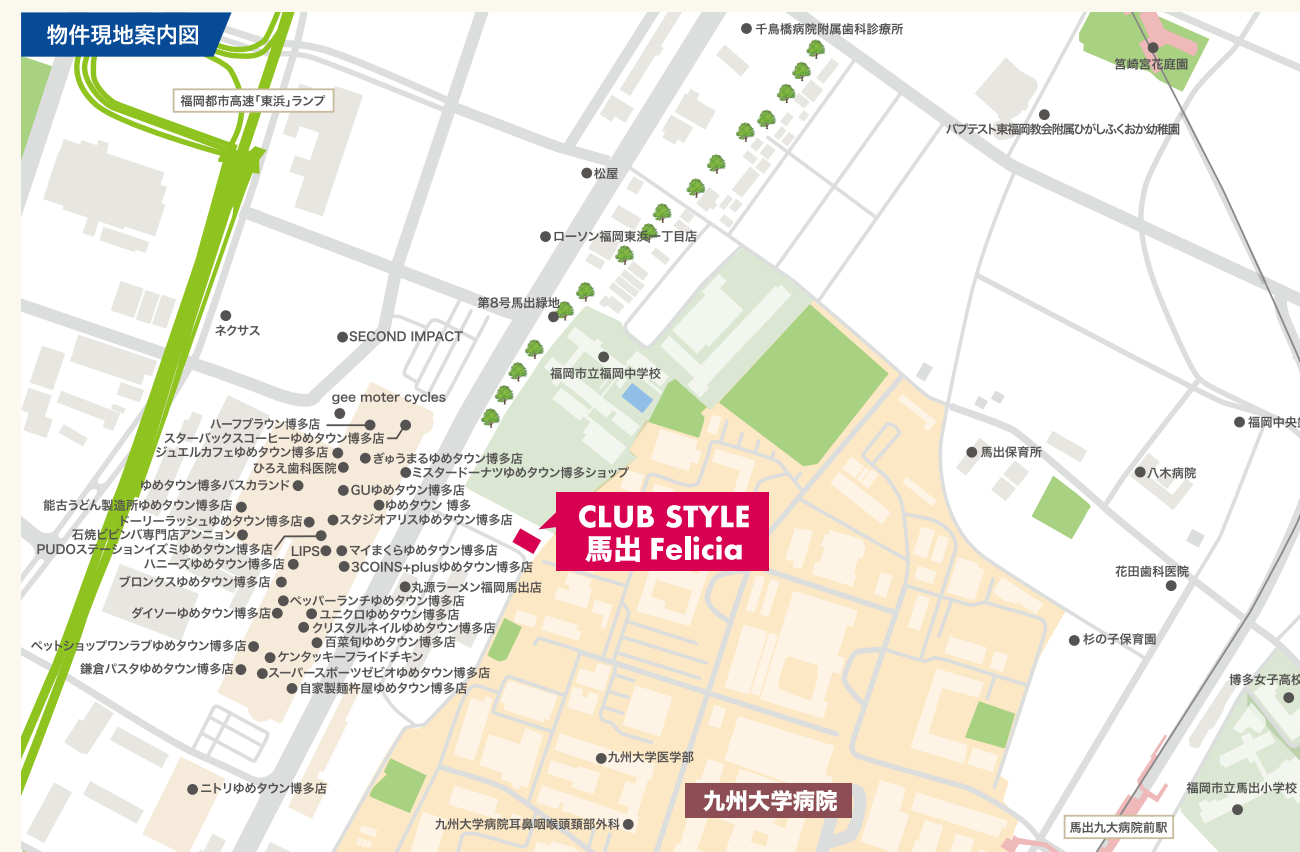 物件現地案内図
千鳥橋病院附属歯科診療所
筥崎宮花庭園
福岡都市高速「東浜」ランプ
バプテスト東福岡教会附属ひがしふくおか幼稚園
松屋
ローソン福岡東浜一丁目店
第8号馬出緑地
ネクサス
SECOND IMPACT
福岡市立福岡中学校
gee moter cycles
ハーフブラウン博多店
スターバックスコーヒーゆめタウン博多店
ジュエルカフェゆめタウン博多店
ぎゅうまるゆめタウン博多店
ひろえ歯科医院
ミスタードーナツゆめタウン博多ショップ
ゆめタウン博多バスカランド
GUゆめタウン博多店
能古うどん製造所ゆめタウン博多店
ゆめタウン 博多
ドーリーラッシュゆめタウン博多店
スタジオアリスゆめタウン博多店
石焼ビビンバ専門店アンニョン
PUDOステーションイズミゆめタウン博多店
LIPS
マイまくらゆめタウン博多店
ハニーズゆめタウン博多店
3COINS+plusゆめタウン博多店
ブロンクスゆめタウン博多店
丸源ラーメン福岡馬出店
ペッパーランチゆめタウン博多店
ダイソーゆめタウン博多店
ユニクロゆめタウン博多店
クリスタルネイルゆめタウン博多店
百菜旬ゆめタウン博多店
ペットショップワンラブゆめタウン博多店
ケンタッキーフライドチキン
鎌倉パスタゆめタウン博多店
スーパースポーツゼビオゆめタウン博多店
自家製麺杵屋ゆめタウン博多店
ニトリゆめタウン博多店
CLUB STYLE
馬出 Felicia
福岡中央
馬出保育所
八木病院
花田歯科医院
杉の子保育園
博多女子高校
九州大学医学部
九州大学病院
九州大学病院耳鼻咽喉頭頚部外科
福岡市立馬出小学校
馬出九大病院前駅